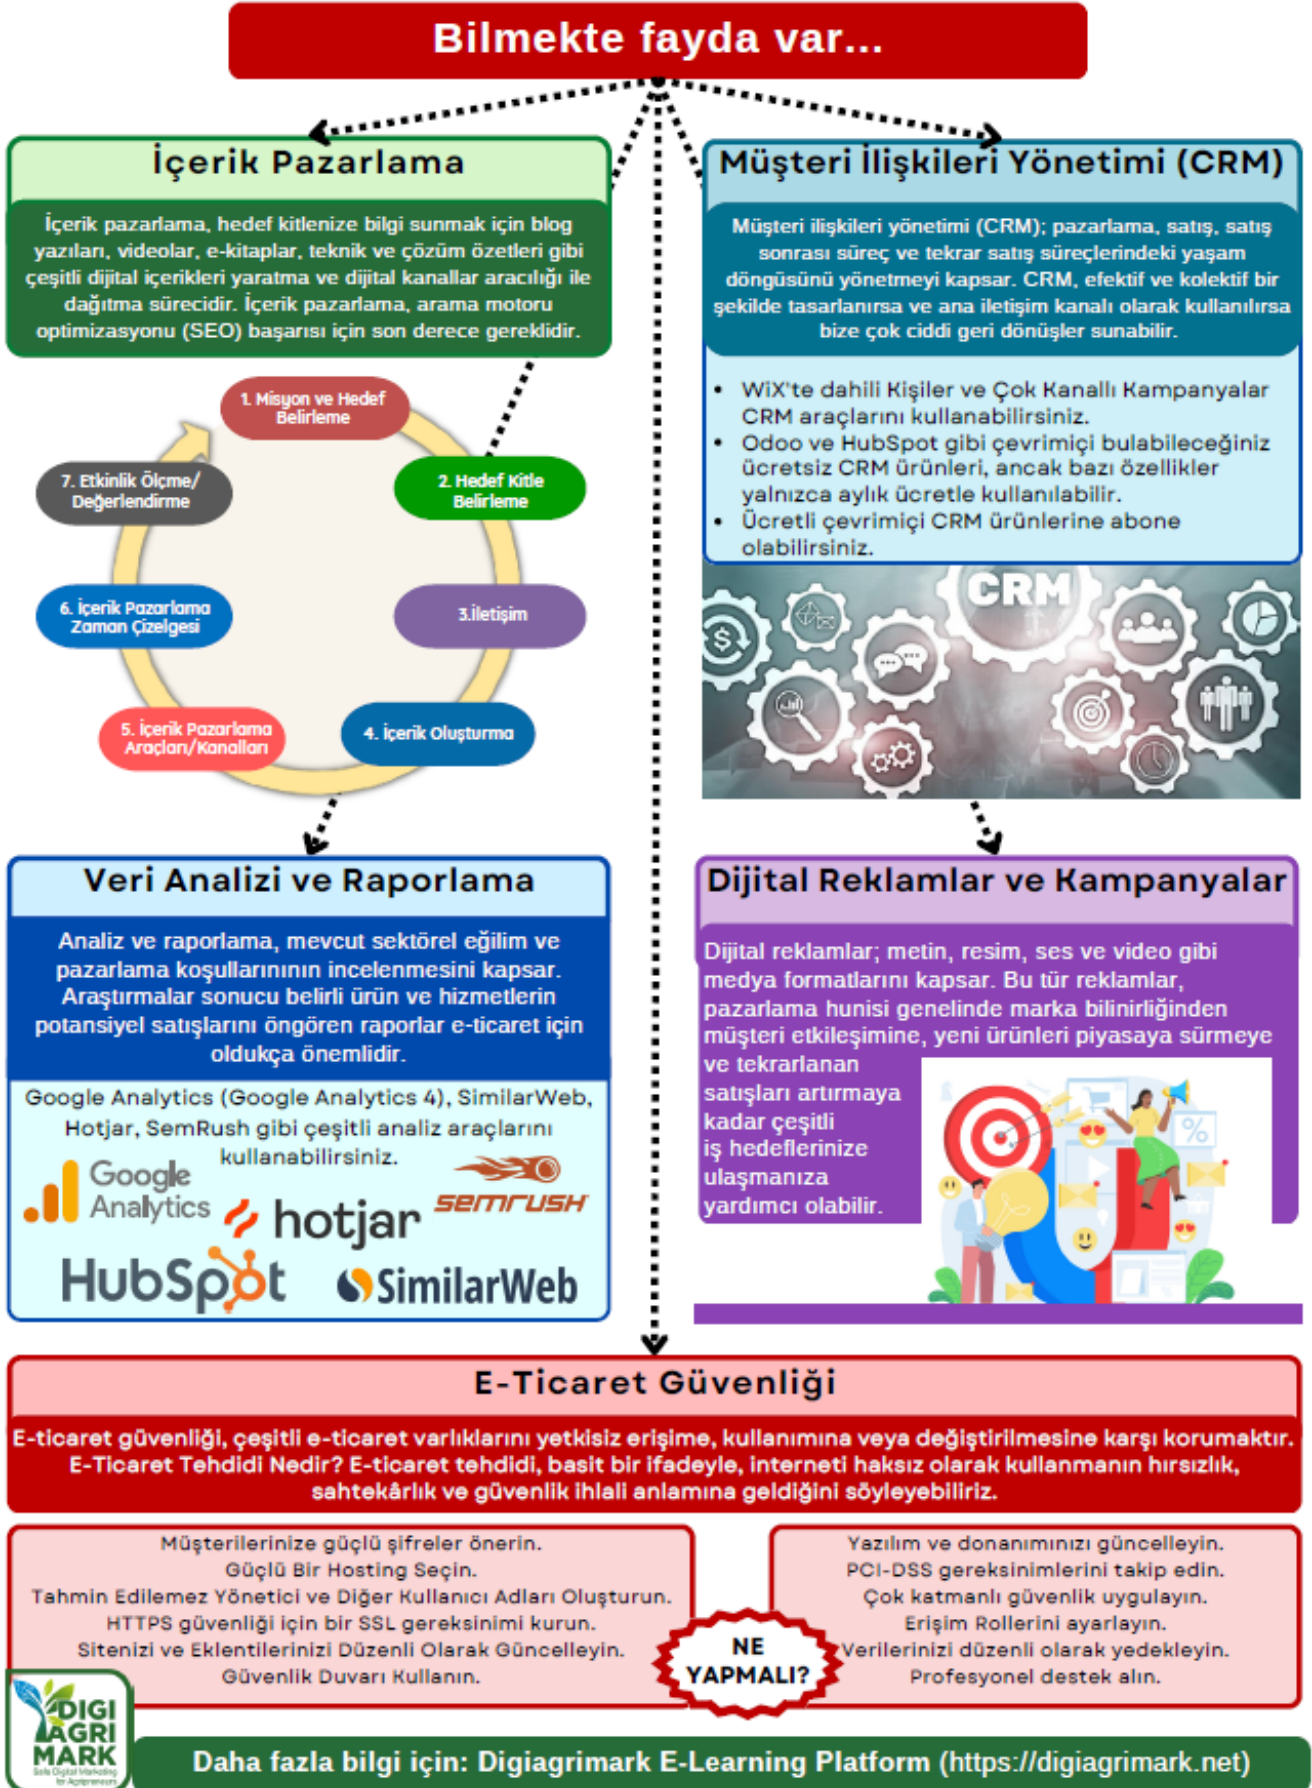 Bilmekte fayda var...
İçerik Pazarlama
İçerik pazarlama, hedef kitlenize bilgi sunmak için blog
yazıları, videolar, e-kitaplar, teknik ve çözüm özetleri gibi
çeşitli dijital içerikleri yaratma ve dijital kanallar aracılığı ile
dağıtma sürecidir. İçerik pazarlama, arama motoru
optimizasyonu (SEO) başarısı için son derece gereklidir.
1. Misyon ve Hedef
Belirleme
2. Hedef Kitle
Belirleme
3.İletişim
4. İçerik Oluşturma
5. İçerik Pazarlama
Araçları/Kanalları
6. İçerik Pazarlama
Zaman Çizelgesi
7. Etkinlik Ölçme/
Değerlendirme
Müşteri İlişkileri Yönetimi (CRM)
Müşteri ilişkileri yönetimi (CRM); pazarlama, satış, satış
sonrası süreç ve tekrar satış süreçlerindeki yaşam
döngüsünü yönetmeyi kapsar. CRM, efektif ve kolektif bir
şekilde tasarlanırsa ve ana iletişim kanalı olarak kullanılırsa
bize çok ciddi geri dönüşler sunabilir.
• WiX'te dahili Kişiler ve Çok Kanallı Kampanyalar
CRM araçlarını kullanabilirsiniz.
• Odoo ve HubSpot gibi çevrimiçi bulabileceğiniz
ücretsiz CRM ürünleri, ancak bazı özellikler
yalnızca aylık ücretle kullanılabilir.
• Ücretli çevrimiçi CRM ürünlerine abone
olabilirsiniz.
CRM
Veri Analizi ve Raporlama
Analiz ve raporlama, mevcut sektörel eğilim ve
pazarlama koşullarınının incelenmesini kapsar.
Araştırmalar sonucu belirli ürün ve hizmetlerin
potansiyel satışlarını öngören raporlar e-ticaret için
oldukça önemlidir.
Google Analytics (Google Analytics 4), SimilarWeb,
Hotjar, SemRush gibi çeşitli analiz araçlarını
kullanabilirsiniz.
Google
Analytics
hotjar
semrush
HubSpot
SimilarWeb
Dijital Reklamlar ve Kampanyalar
Dijital reklamlar; metin, resim, ses ve video gibi
medya formatlarını kapsar. Bu tür reklamlar,
pazarlama hunisi genelinde marka bilinirliğinden
müşteri etkileşimine, yeni ürünleri piyasaya sürmeye
ve tekrarlanan
satışları artırmaya
kadar çeşitli
iş hedeflerinize
ulaşmanıza
yardımcı olabilir.
%
E-Ticaret Güvenliği
E-ticaret güvenliği, çeşitli e-ticaret varlıklarını yetkisiz erişime, kullanımına veya değiştirilmesine karşı korumaktır.
E-Ticaret Tehdidi Nedir? E-ticaret tehdidi, basit bir ifadeyle, interneti haksız olarak kullanmanın hırsızlık,
sahtekârlık ve güvenlik ihlali anlamına geldiğini söyleyebiliriz.
Müşterilerinize güçlü şifreler önerin.
Güçlü Bir Hosting Seçin.
Tahmin Edilemez Yönetici ve Diğer Kullanıcı Adları Oluşturun.
HTTPS güvenliği için bir SSL gereksinimi kurun.
Sitenizi ve Eklentilerinizi Düzenli Olarak Güncelleyin.
Güvenlik Duvarı Kullanın.
NE
YAPMALI?
Yazılım ve donanımınızı güncelleyin.
PCI-DSS gereksinimlerini takip edin.
Çok katmanlı güvenlik uygulayın.
Erişim Rollerini ayarlayın.
Verilerinizi düzenli olarak yedekleyin.
Profesyonel destek alın.
DIGI
AGRI
MARK
Safe Digital Marketing
for Agripreneurs
Daha fazla bilgi için: Digiagrimark E-Learning Platform (https://digiagrimark.net)